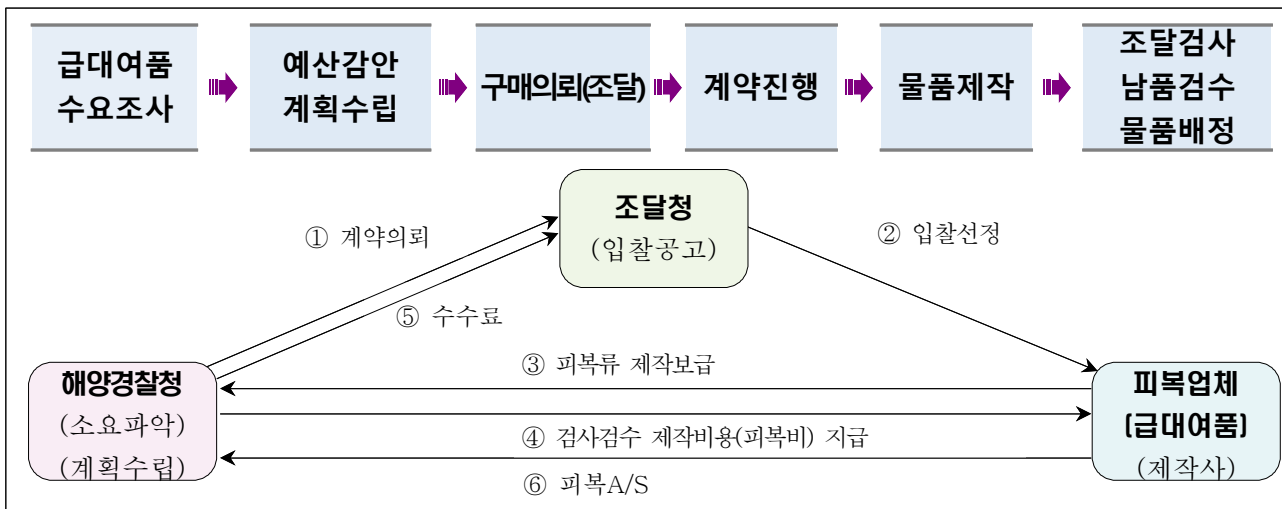 급대여품
수요조사
예산감안
계획수립
구매의뢰(조달)
계약진행
물품제작
조달검사
남품검수
물품배정
조달청
(입찰공고)
① 계약의뢰
② 입찰선정
⑤ 수수료
③ 피복류 제작보급
해양경찰청
(소요파악)
(계획수립)
④ 검사검수 제작비용(피복비) 지급
⑥ 피복A/S
피복업체
(급대여품)
(제작사)